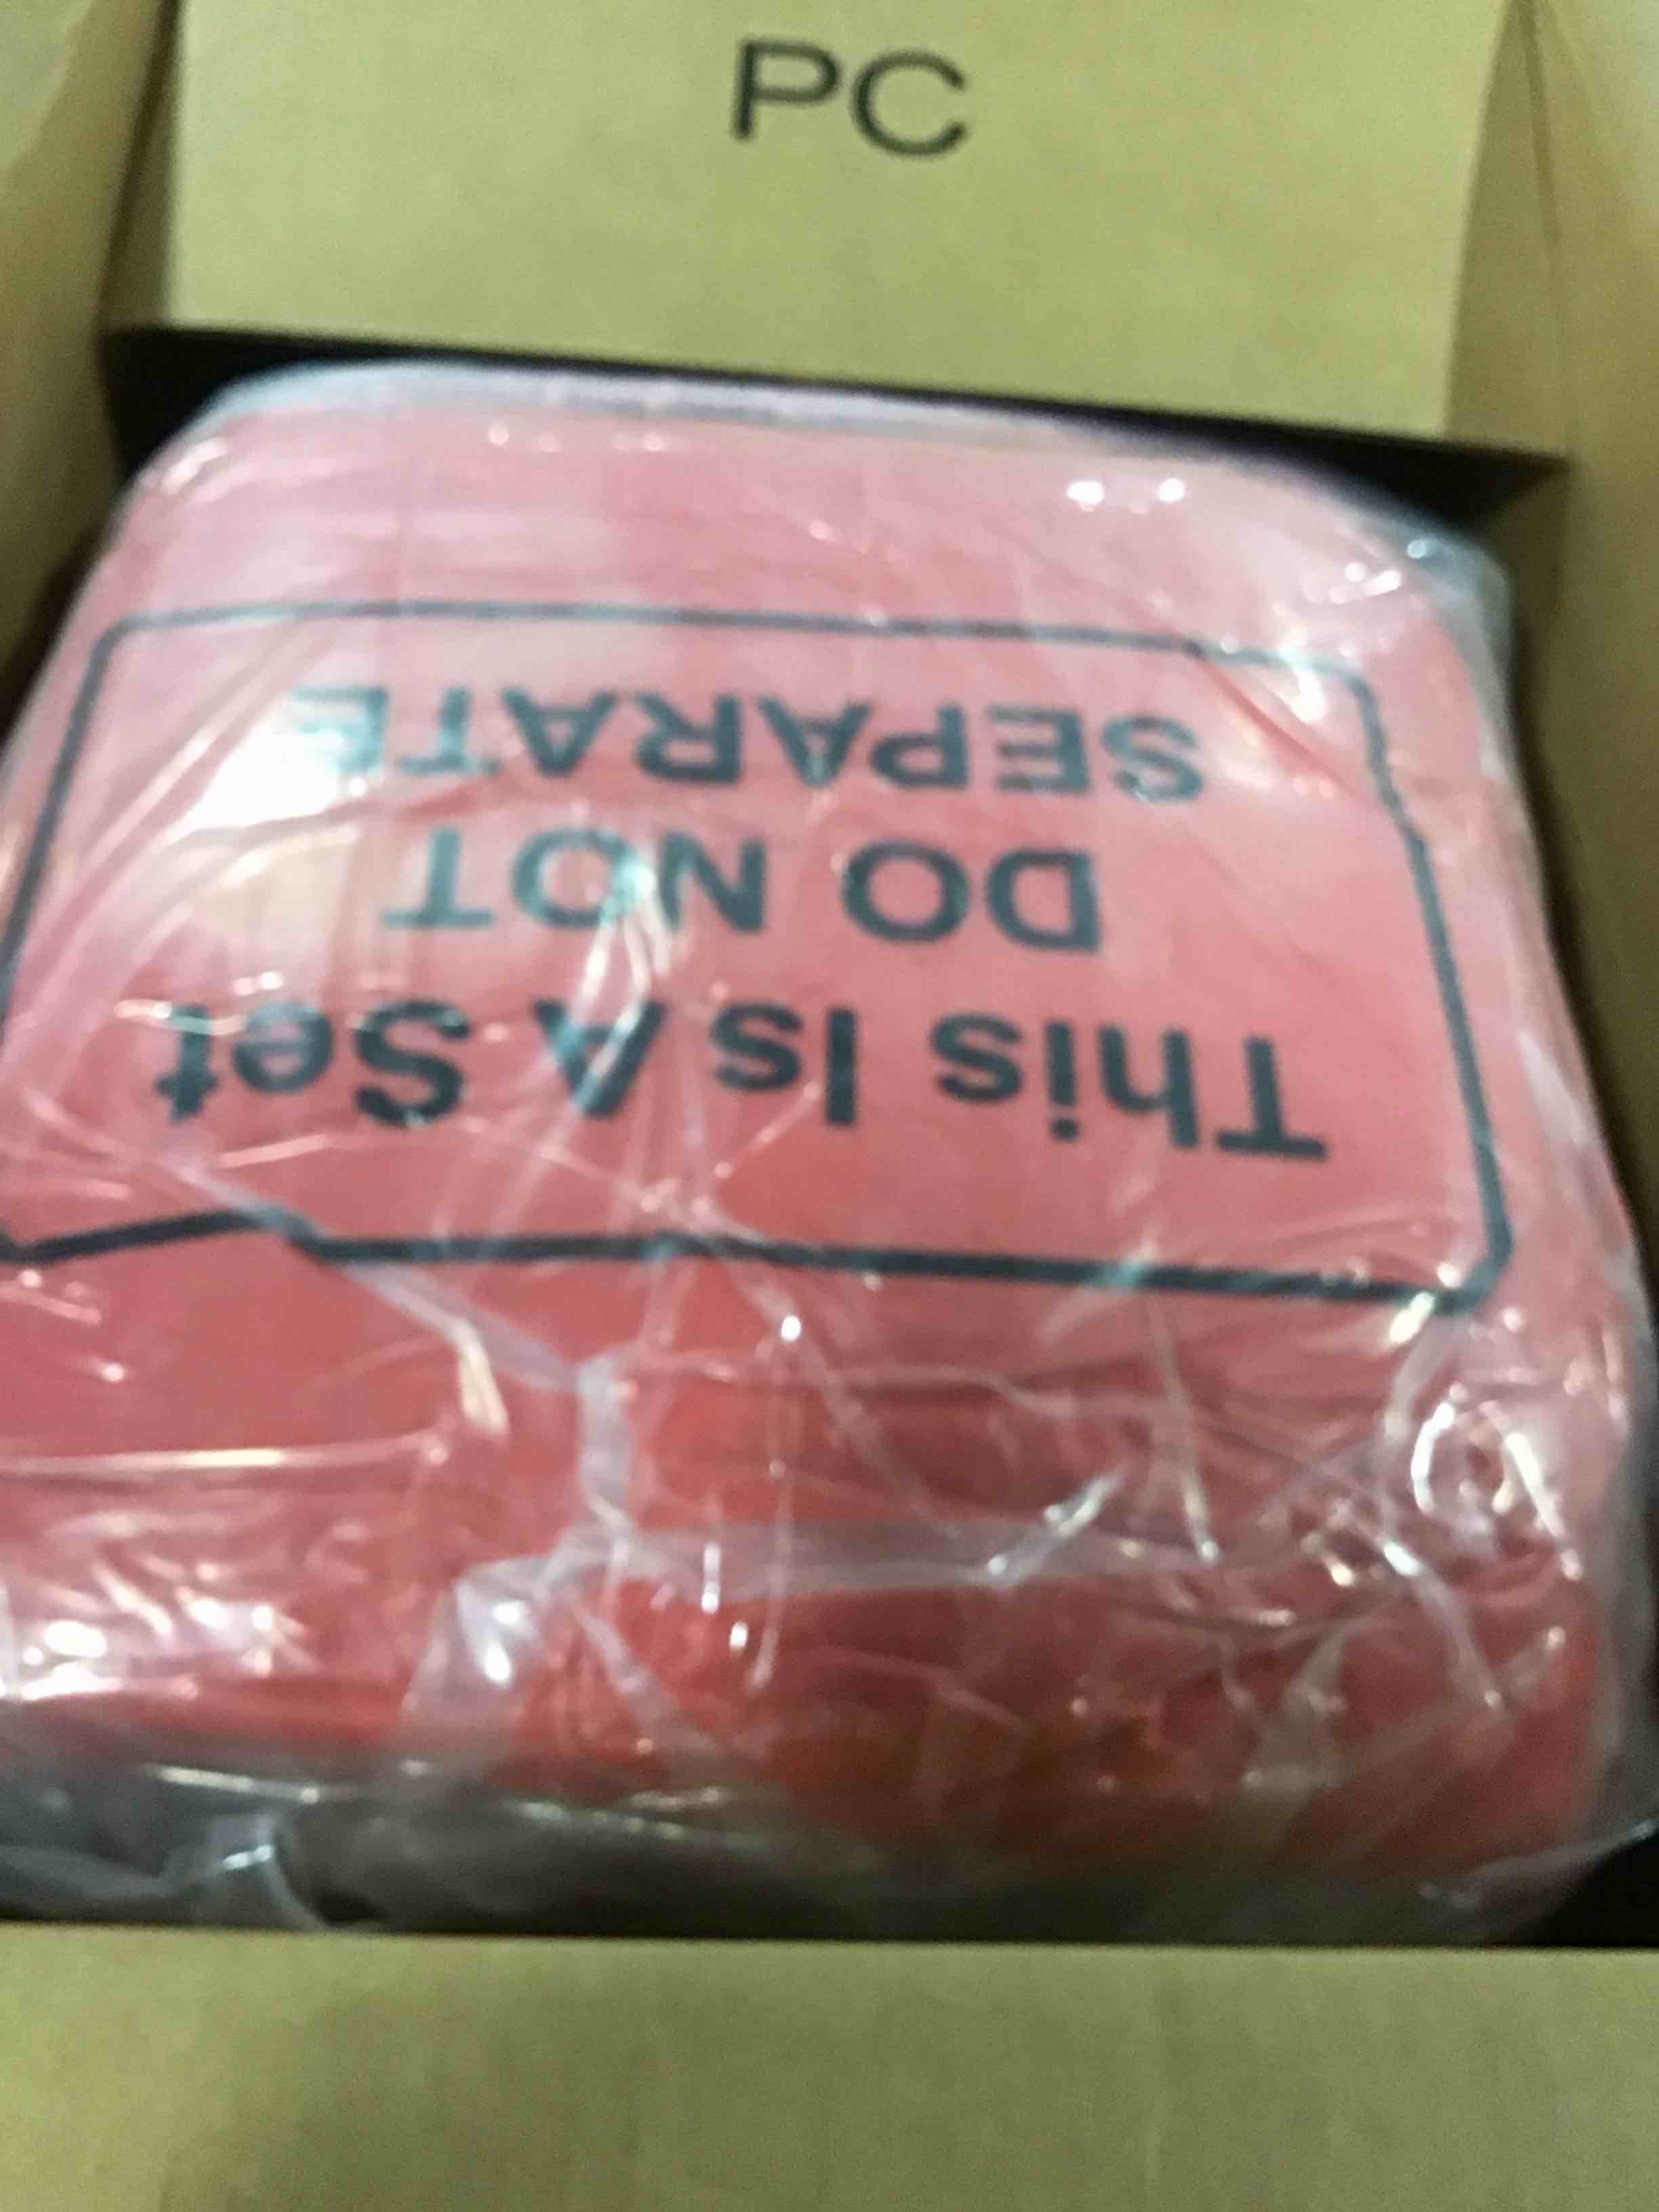 PC
This Is A Set
DO NOT
SEPARATE